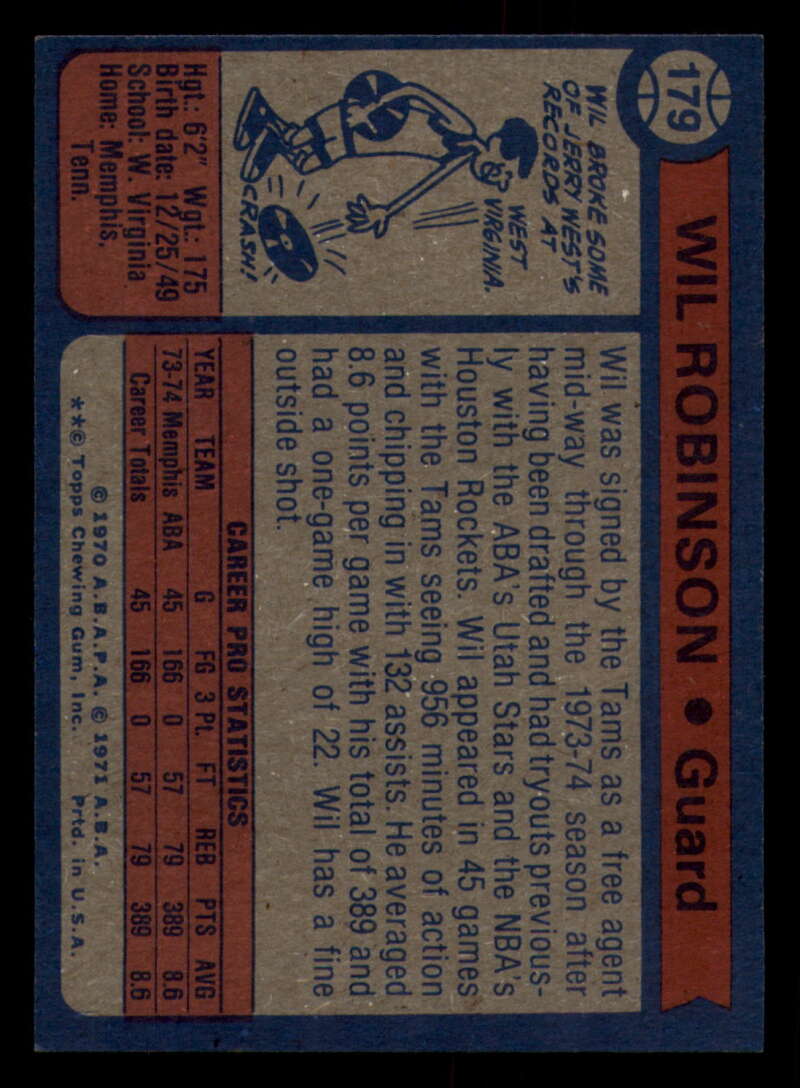 179
WIL ROBINSON • Guard
WIL BROKE SOME
OF JERRY WEST'S
RECORDS AT
WEST
VIRGINIA.
CRASH!
Hgt.: 6'2" Wgt.: 175
Birth date: 12/25/49
School: W. Virginia
Home: Memphis,
Tenn.
Wil was signed by the Tams as a free agent
mid-way through the 1973-74 season after
having been drafted and had tryouts previous-
ly with the ABA's Utah Stars and the NBA's
Houston Rockets. Wil appeared in 45 games
with the Tams seeing 956 minutes of action
and chipping in with 132 assists. He averaged
8.6 points per game with his total of 389 and
had a one-game high of 22. Wil has a fine
outside shot.
CAREER PRO STATISTICS
YEAR TEAM G FG 3 Pt. FT REB PTS AVG
73-74 Memphis ABA 45 166 0 57 79 389 8.6
Career Totals 45 166 0 57 79 389 8.6
© 1970 A.B.A.P.A. © 1971 A.B.A.
**© Topps Chewing Gum, Inc. Prtd. in U.S.A.